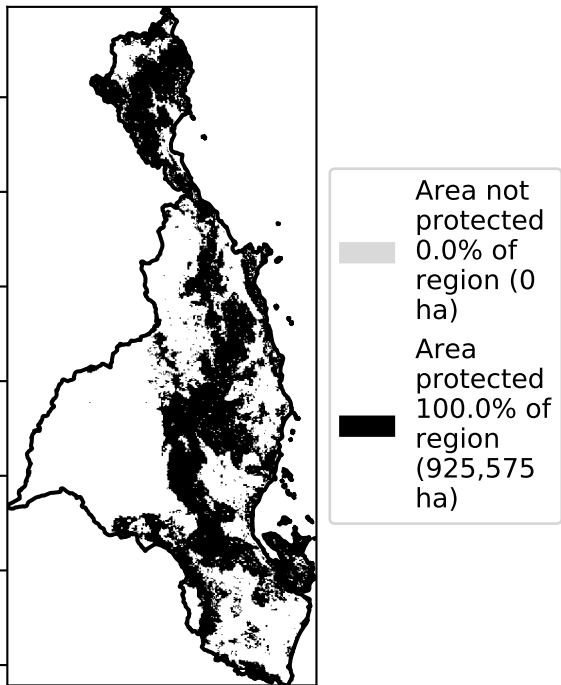 Area not
protected
0.0% of
region (0
ha)
Area
protected
100.0% of
region
(925,575
ha)